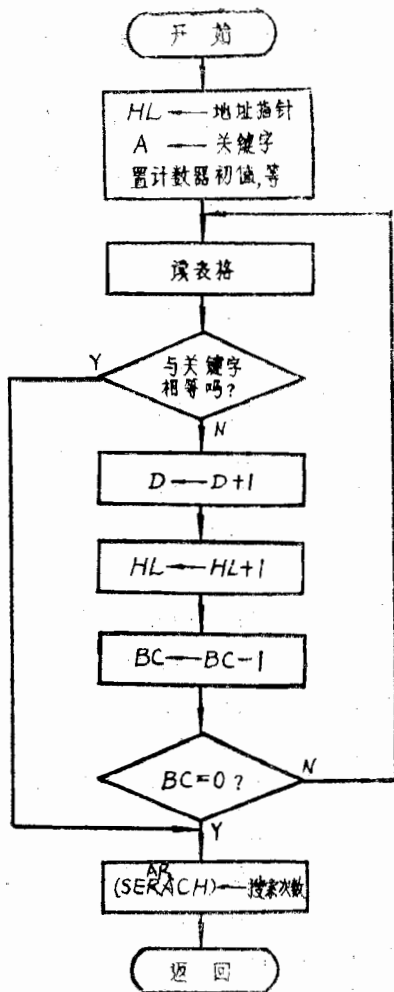 开始
HL ← 地址指针
A ← 关键字
置计数器初值,等
读表格
与关键字
相等吗?
Y
N
D ← D+1
HL ← HL+1
BC ← BC-1
BC=0?
N
Y
AR
(SERACH) ← 搜索次数
返回